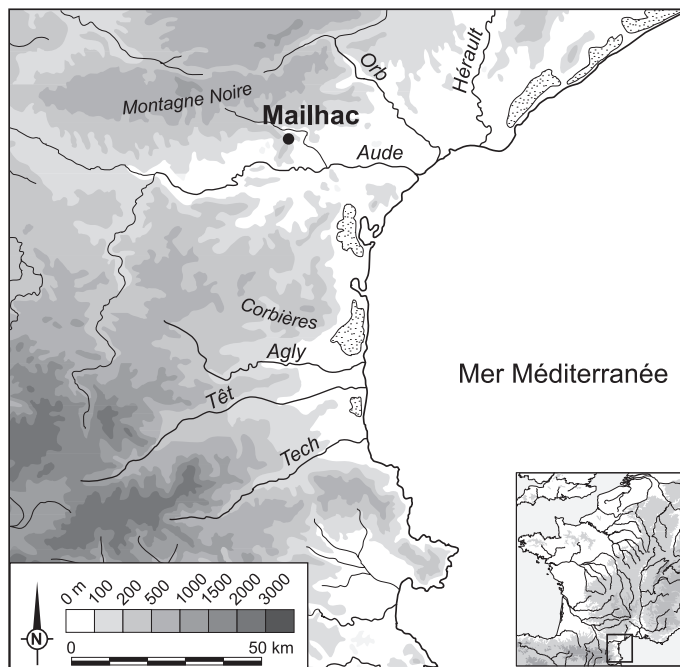 Orb
Hérault
Montagne Noire
Mailhac
Aude
Corbières
Agly
Mer Méditerranée
Têt
Tech
0 m 100 200 500 1000 1500 2000 3000
N
0 50 km